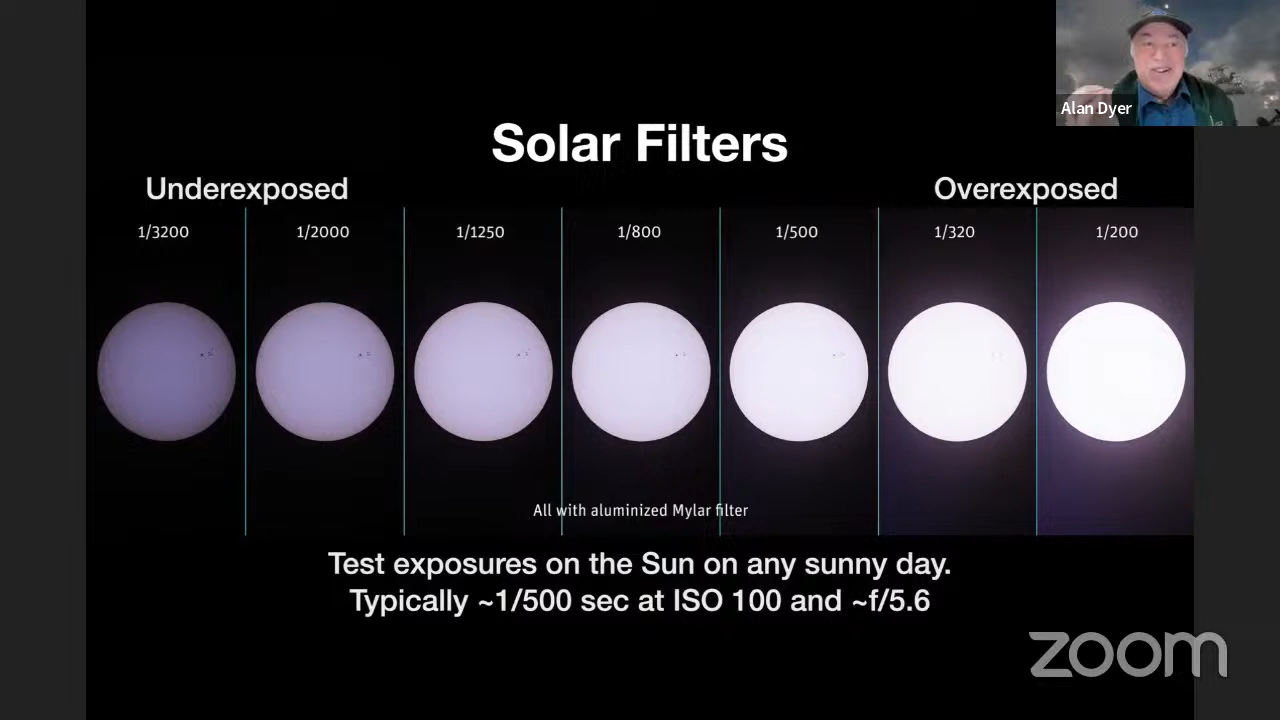 Alan Dyer
Solar Filters
Underexposed
Overexposed
1/3200
1/2000
1/1250
1/800
1/500
1/320
1/200
All with aluminized Mylar filter
Test exposures on the Sun on any sunny day.
Typically ~1/500 sec at ISO 100 and ~f/5.6
zoom